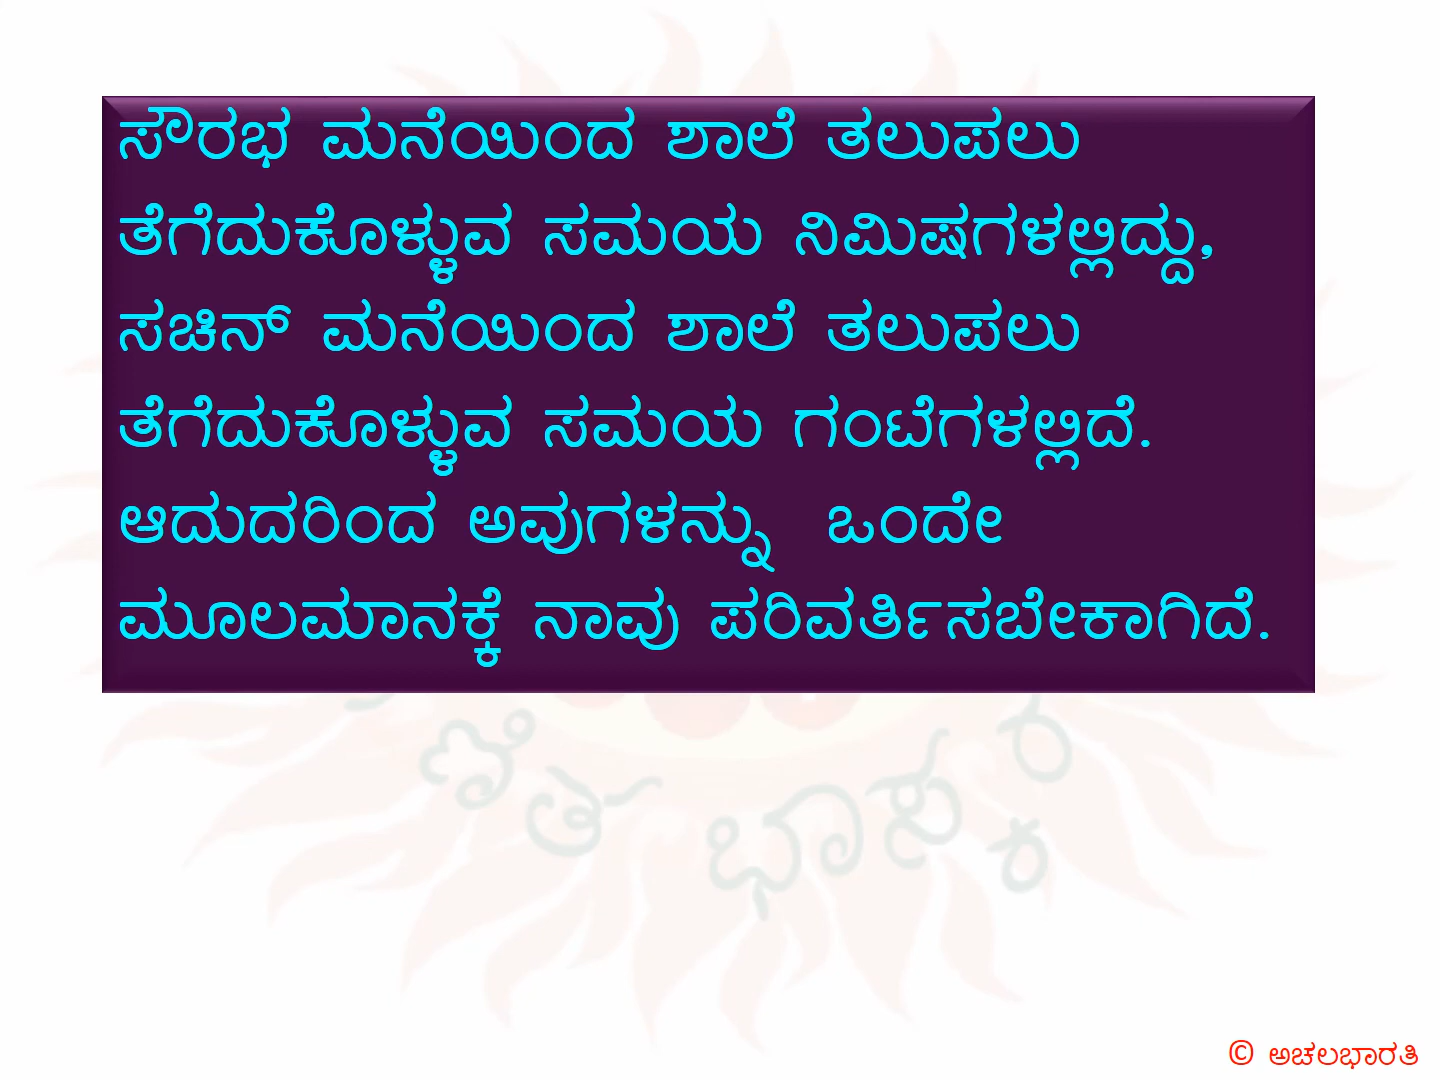 ಸೌರಭ ಮನೆಯಿಂದ ಶಾಲೆ ತಲುಪಲು
ತೆಗೆದುಕೊಳ್ಳುವ ಸಮಯ ನಿಮಿಷಗಳಲ್ಲಿದ್ದು,
ಸಚಿನ್ ಮನೆಯಿಂದ ಶಾಲೆ ತಲುಪಲು
ತೆಗೆದುಕೊಳ್ಳುವ ಸಮಯ ಗಂಟೆಗಳಲ್ಲಿದೆ.
ಆದುದರಿಂದ ಅವುಗಳನ್ನು ಒಂದೇ
ಮೂಲಮಾನಕ್ಕೆ ನಾವು ಪರಿವರ್ತಿಸಬೇಕಾಗಿದೆ.
ಭಾಸ್ಕರ
© ಅಚಲಭಾರತಿ